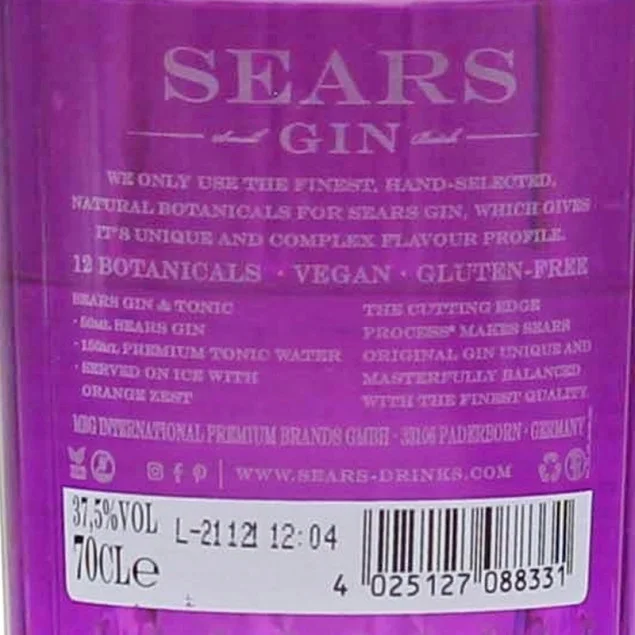 SEARS
GIN
WE ONLY USE THE FINEST, HAND-SELECTED,
NATURAL BOTANICALS FOR SEARS GIN, WHICH GIVES
IT'S UNIQUE AND COMPLEX FLAVOUR PROFILE.
12 BOTANICALS · VEGAN · GLUTEN-FREE
SEARS GIN & TONIC
· 50ML SEARS GIN
· 150ML PREMIUM TONIC WATER
· SERVED ON ICE WITH
ORANGE ZEST
THE CUTTING EDGE
PROCESS* MAKES SEARS
ORIGINAL GIN UNIQUE AND
MASTERFULLY BALANCED
WITH THE FINEST QUALITY
MBG INTERNATIONAL PREMIUM BRANDS GMBH · 33106 PADERBORN · GERMANY
WWW.SEARS-DRINKS.COM
37,5%VOL
70CLe
L-21121 12:04
4 025127 088331